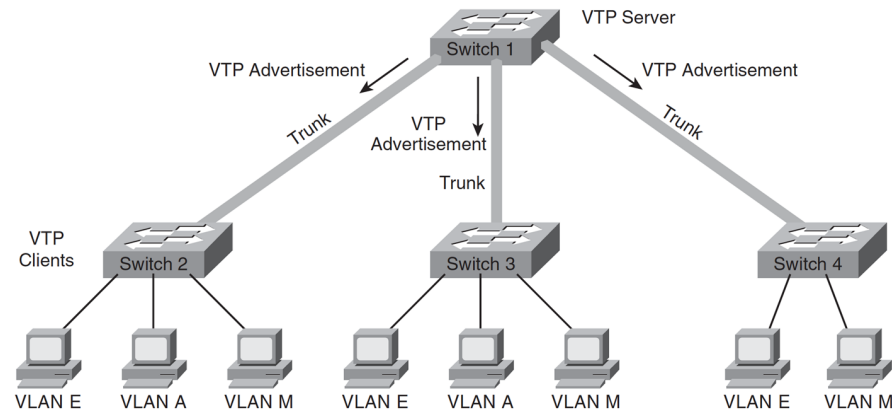 VTP Server
Switch 1
VTP Advertisement
VTP Advertisement
Trunk
VTP
Advertisement
Trunk
Trunk
VTP
Clients
Switch 2
Switch 3
Switch 4
VLAN E
VLAN A
VLAN M
VLAN E
VLAN A
VLAN M
VLAN E
VLAN M